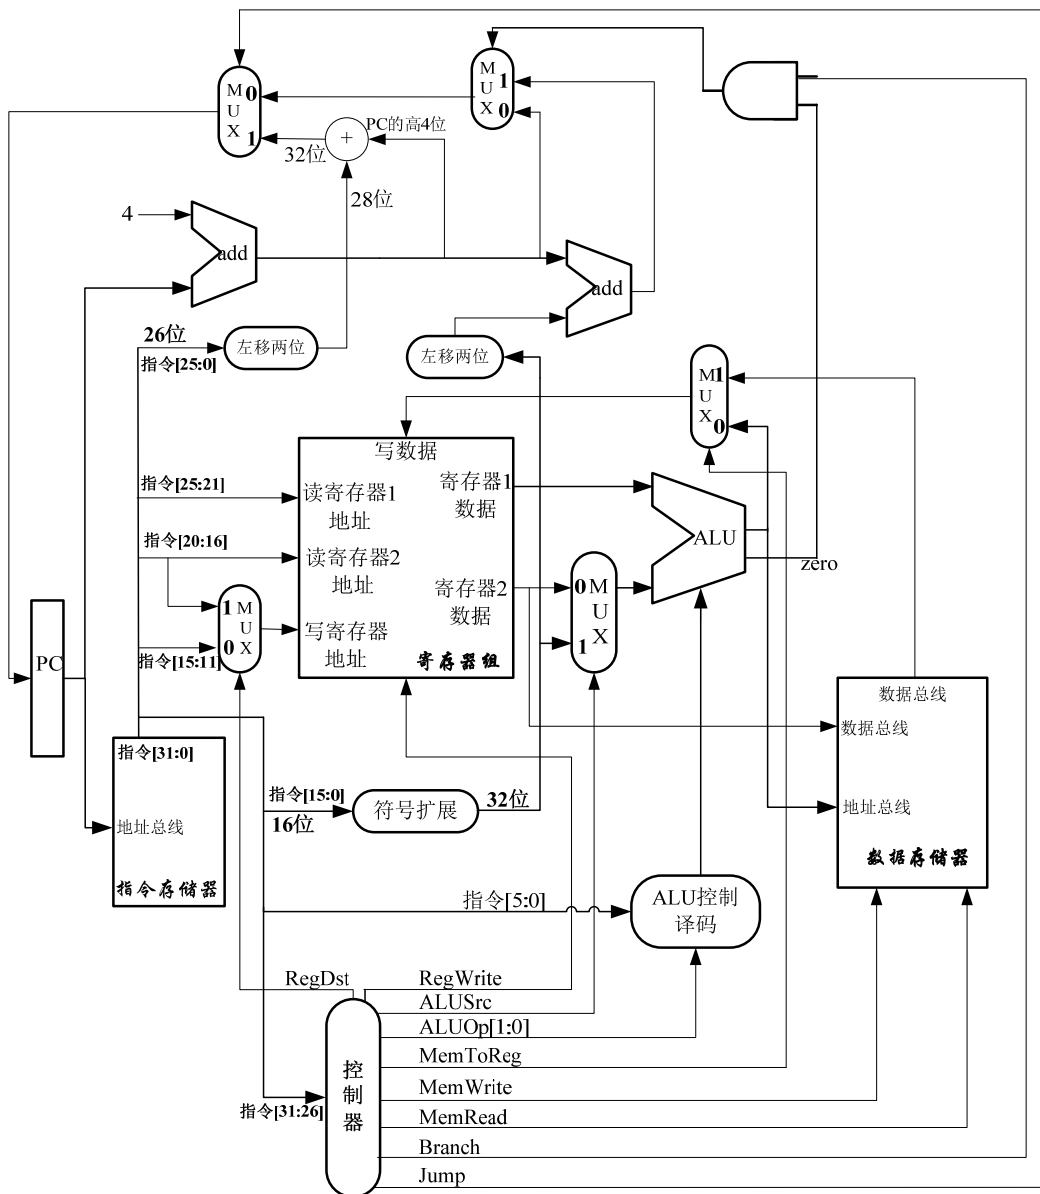 M 0
U
X 1
M 1
U
X 0
+
PC的高4位
32位
28位
4
add
add
26位
指令[25:0]
左移两位
左移两位
M 1
U
X 0
写数据
指令[25:21]
读寄存器1
地址
寄存器1
数据
指令[20:16]
读寄存器2
地址
寄存器2
数据
ALU
zero
1 M
U
0 X
写寄存器
地址
寄存器组
0 M
U
X
1
指令[15:11]
PC
指令[31:0]
地址总线
指令存储器
指令[15:0]
16位
符号扩展
32位
数据总线
数据总线
地址总线
数据存储器
指令[5:0]
ALU控制
译码
RegDst
RegWrite
ALUSrc
ALUOp[1:0]
MemToReg
MemWrite
MemRead
Branch
Jump
控
制
器
指令[31:26]